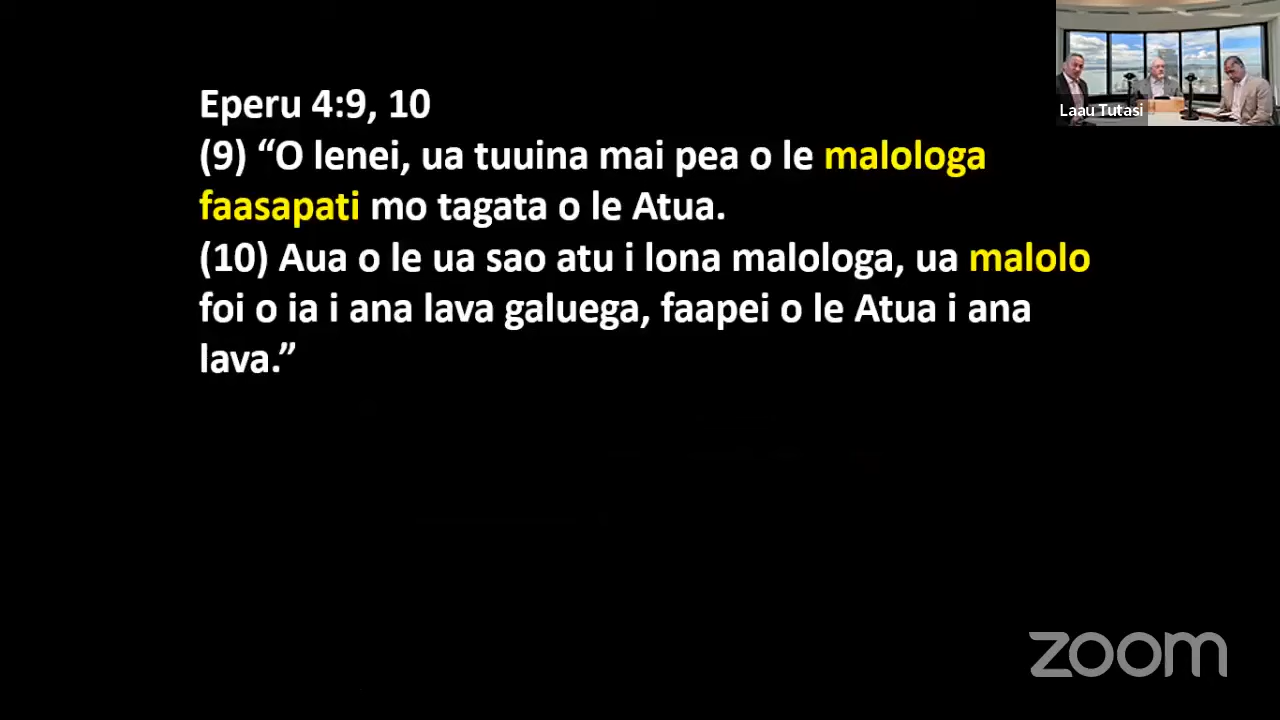 Eperu 4:9, 10
(9) “O lenei, ua tuuina mai pea o le malologa
faasapati mo tagata o le Atua.
(10) Aua o le ua sao atu i lona malologa, ua malolo
foi o ia i ana lava galuega, faapei o le Atua i ana
lava.”
Laau Tutasi
zoom